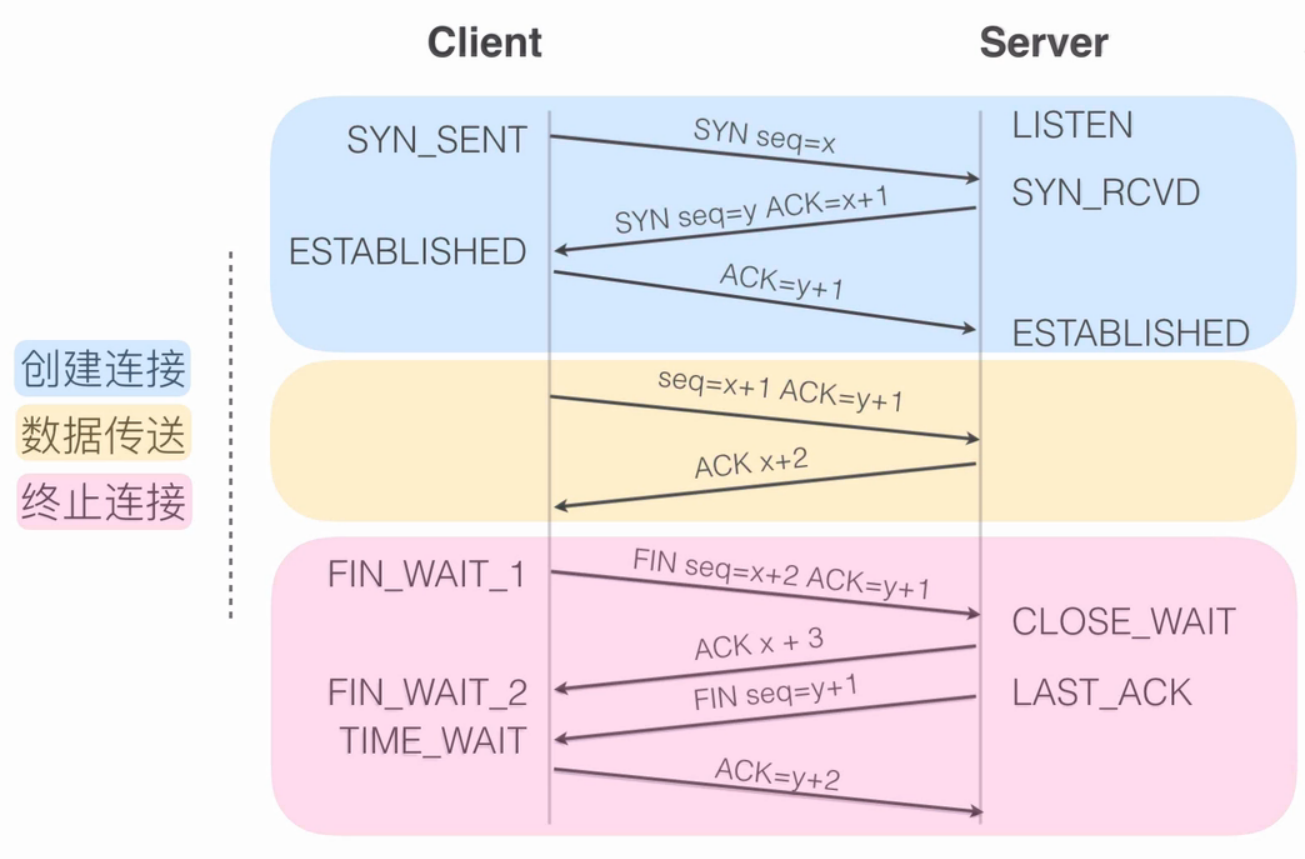 Client
Server
SYN_SENT
SYN seq=x
LISTEN
SYN_RCVD
SYN seq=y ACK=x+1
ESTABLISHED
ACK=y+1
ESTABLISHED
创建连接
数据传送
终止连接
seq=x+1 ACK=y+1
ACK x+2
FIN_WAIT_1
FIN seq=x+2 ACK=y+1
CLOSE_WAIT
ACK x + 3
FIN_WAIT_2
FIN seq=y+1
LAST_ACK
TIME_WAIT
ACK=y+2